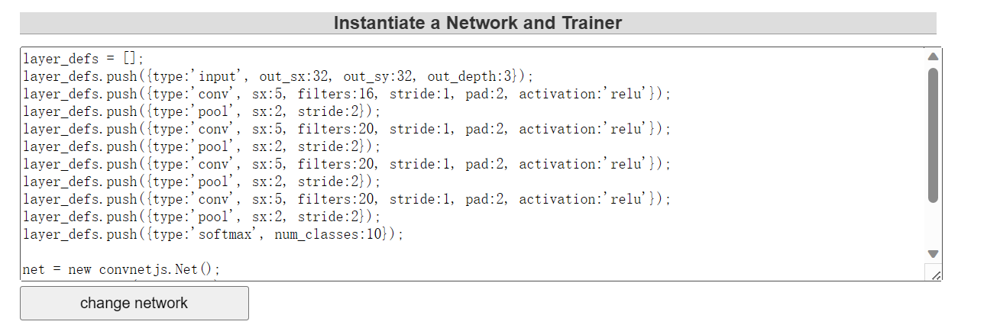 Instantiate a Network and Trainer
layer_defs = [];
layer_defs.push({type:'input', out_sx:32, out_sy:32, out_depth:3});
layer_defs.push({type:'conv', sx:5, filters:16, stride:1, pad:2, activation:'relu'});
layer_defs.push({type:'pool', sx:2, stride:2});
layer_defs.push({type:'conv', sx:5, filters:20, stride:1, pad:2, activation:'relu'});
layer_defs.push({type:'pool', sx:2, stride:2});
layer_defs.push({type:'conv', sx:5, filters:20, stride:1, pad:2, activation:'relu'});
layer_defs.push({type:'pool', sx:2, stride:2});
layer_defs.push({type:'conv', sx:5, filters:20, stride:1, pad:2, activation:'relu'});
layer_defs.push({type:'pool', sx:2, stride:2});
layer_defs.push({type:'softmax', num_classes:10});
net = new convnetjs.Net();
change network